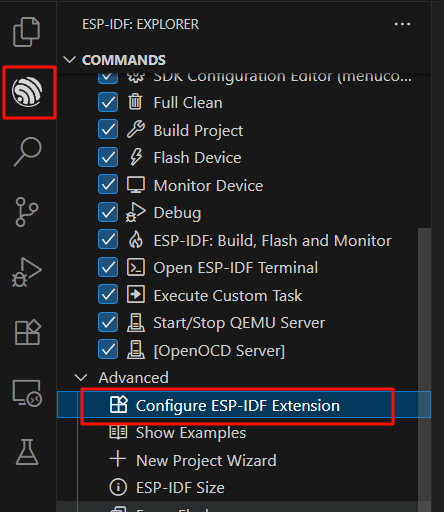 ESP-IDF: EXPLORER
COMMANDS
SDK Configuration Editor (menuco...
Full Clean
Build Project
Flash Device
Monitor Device
Debug
ESP-IDF: Build, Flash and Monitor
Open ESP-IDF Terminal
Execute Custom Task
Start/Stop QEMU Server
[OpenOCD Server]
Advanced
Configure ESP-IDF Extension
Show Examples
New Project Wizard
ESP-IDF Size